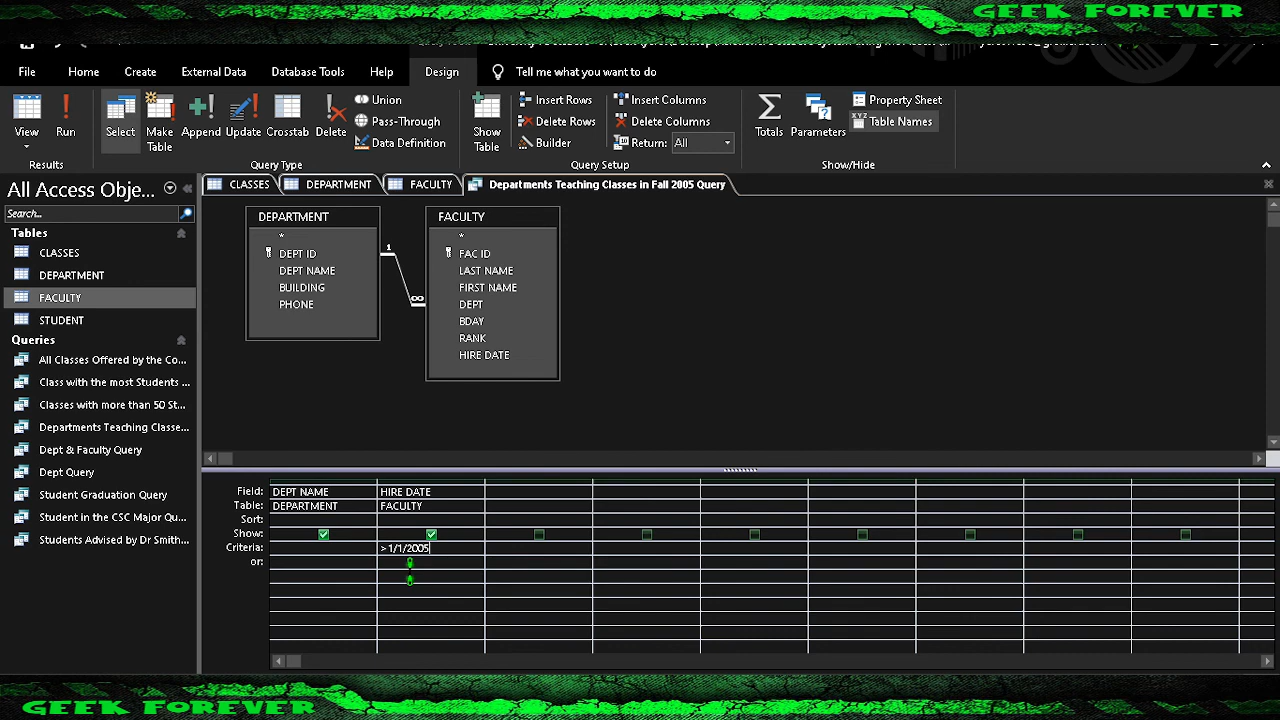 GEEK FOREVER
File Home Create External Data Database Tools Help Design Tell me what you want to do
View Run Select Make Table Append Update Crosstab Delete
Union
Pass-Through
Data Definition
Show Table
Insert Rows
Delete Rows
Builder
Insert Columns
Delete Columns
Return: All
Totals Parameters
Property Sheet
XYZ Table Names
Results Query Type Query Setup Show/Hide
All Access Obje...
Search...
Tables
CLASSES
DEPARTMENT
FACULTY
STUDENT
Queries
All Classes Offered by the Co...
Class with the most Students ...
Classes with more than 50 St...
Departments Teaching Classe...
Dept & Faculty Query
Dept Query
Student Graduation Query
Student in the CSC Major Qu...
Students Advised by Dr Smith...
CLASSES DEPARTMENT FACULTY Departments Teaching Classes in Fall 2005 Query
DEPARTMENT
*
DEPT ID
DEPT NAME
BUILDING
PHONE
1
∞
FACULTY
*
FAC ID
LAST NAME
FIRST NAME
DEPT
BDAY
RANK
HIRE DATE
Field: DEPT NAME HIRE DATE
Table: DEPARTMENT FACULTY
Sort:
Show:
Criteria: > 1/1/2005
or:
GEEK FOREVER